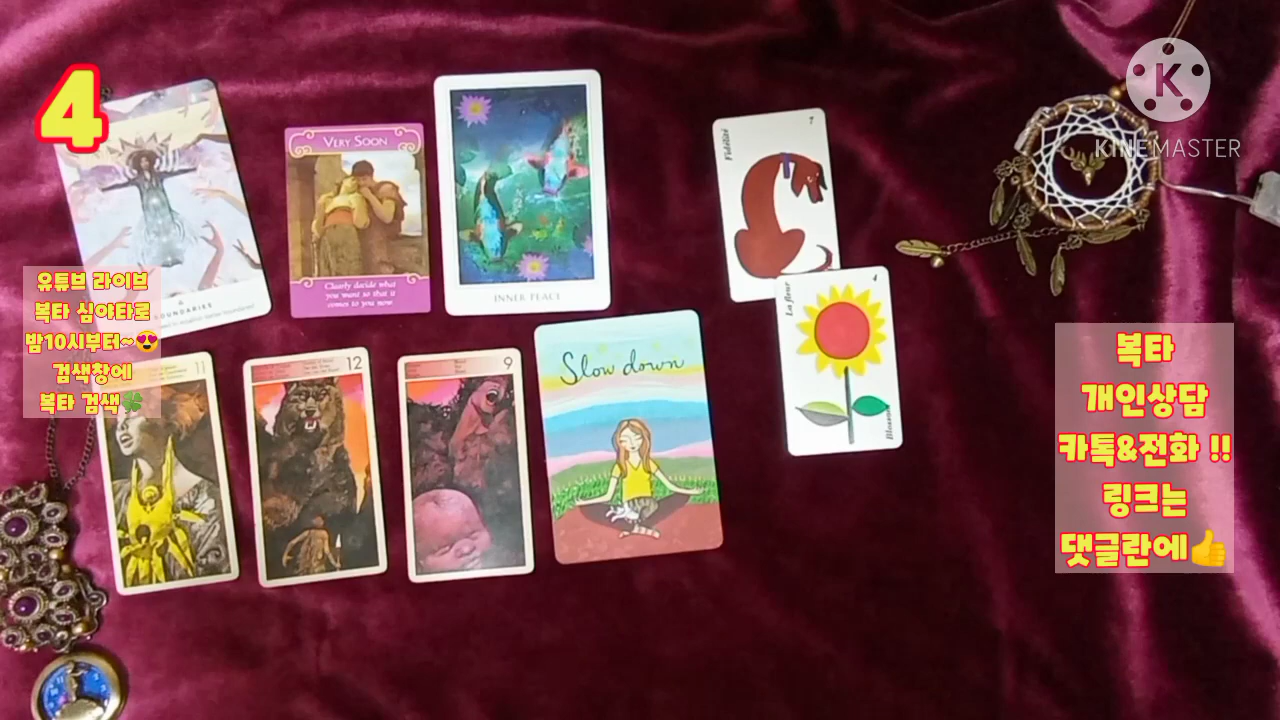 4
KINEMASTER
BOUNDARIES
VERY SOON
Clearly decide what
you want so that it
comes to you now
INNER PEACE
7
Fidélité
4
La fleur
유튜브 라이브
복타 심야타로
밤10시부터~😍
검색창에
복타 검색🍀
11
12
9
Slow down
복타
개인상담
카톡&전화 !!
링크는
댓글란에👍